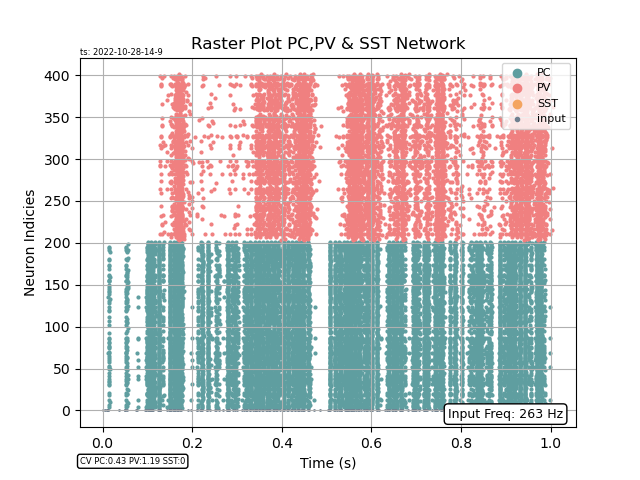 ts: 2022-10-28-14-9
Raster Plot PC,PV & SST Network
PC
PV
SST
input
Neuron Indicies
400
350
300
250
200
150
100
50
0
Input Freq: 263 Hz
0.0 0.2 0.4 0.6 0.8 1.0
Time (s)
CV PC:0.43 PV:1.19 SST:0